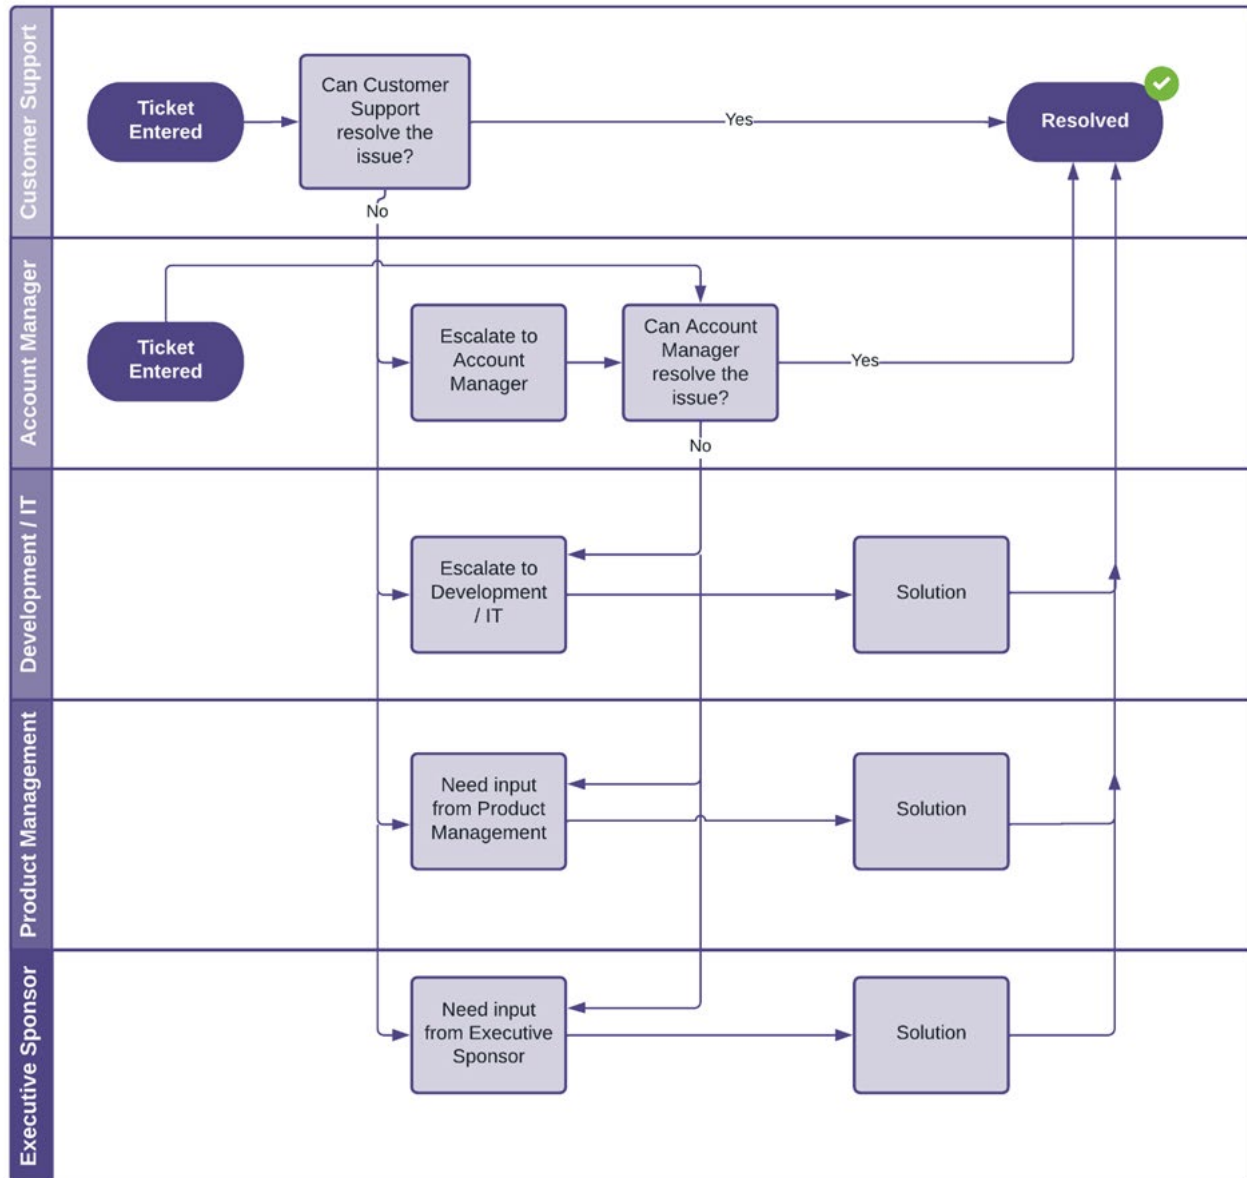 Customer Support
Ticket
Entered
Can Customer
Support
resolve the
issue?
Yes
Resolved
No
Account Manager
Ticket
Entered
Escalate to
Account
Manager
Can Account
Manager
resolve the
issue?
Yes
No
Development / IT
Escalate to
Development
/ IT
Solution
Product Management
Need input
from Product
Management
Solution
Executive Sponsor
Need input
from Executive
Sponsor
Solution